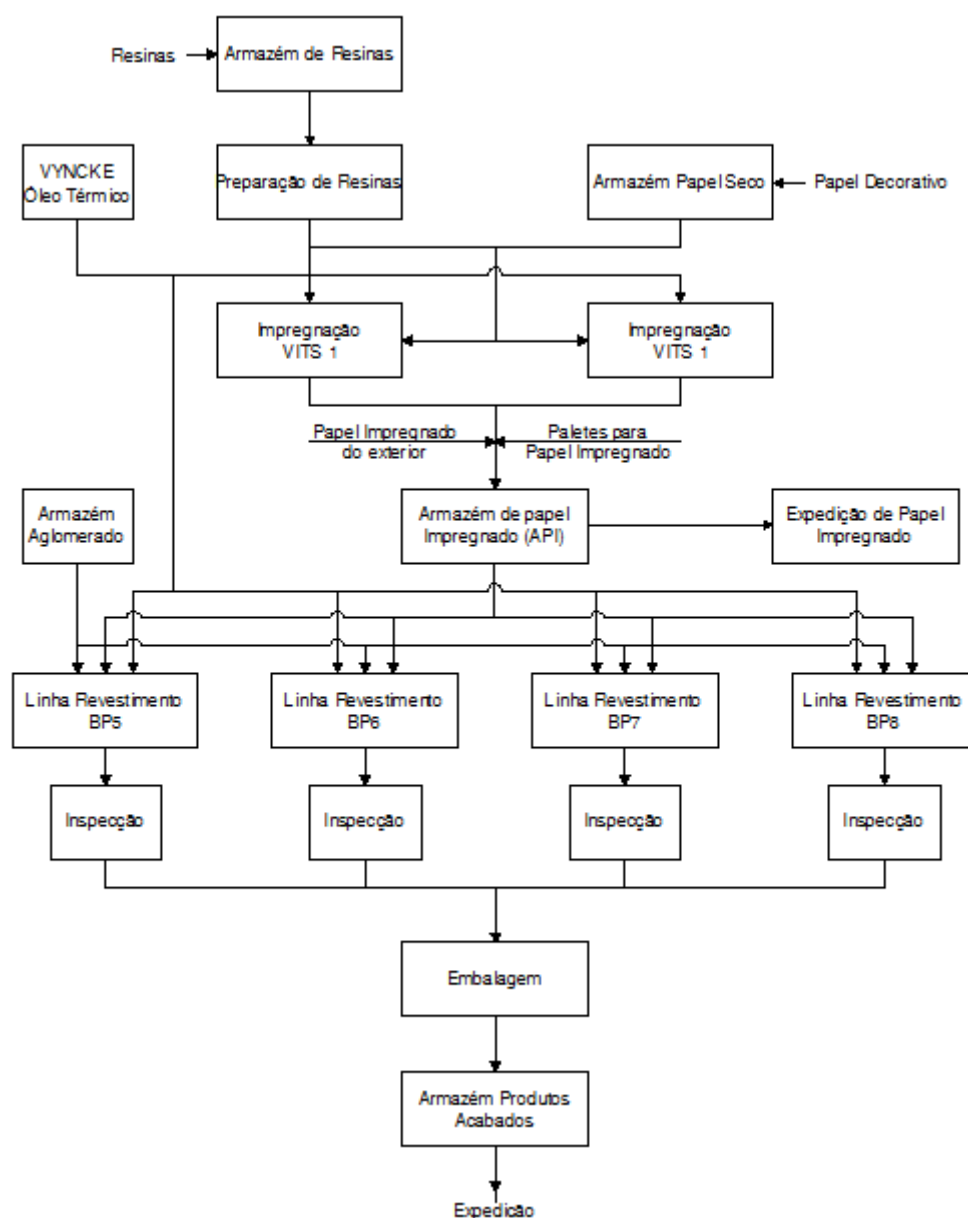 Resinas
Armazém de Resinas
VYNCKE
Óleo Térmico
Preparação de Resinas
Armazém Papel Seco
Papel Decorativo
Impregnação
VITS 1
Impregnação
VITS 1
Papel Impregnado
do exterior
Paletes para
Papel Impregnado
Armazém
Aglomerado
Armazém de papel
Impregnado (API)
Expedição de Papel
Impregnado
Linha Revestimento
BP5
Linha Revestimento
BP6
Linha Revestimento
BP7
Linha Revestimento
BP8
Inspecção
Inspecção
Inspecção
Inspecção
Embalagem
Armazém Produtos
Acabados
Expedição